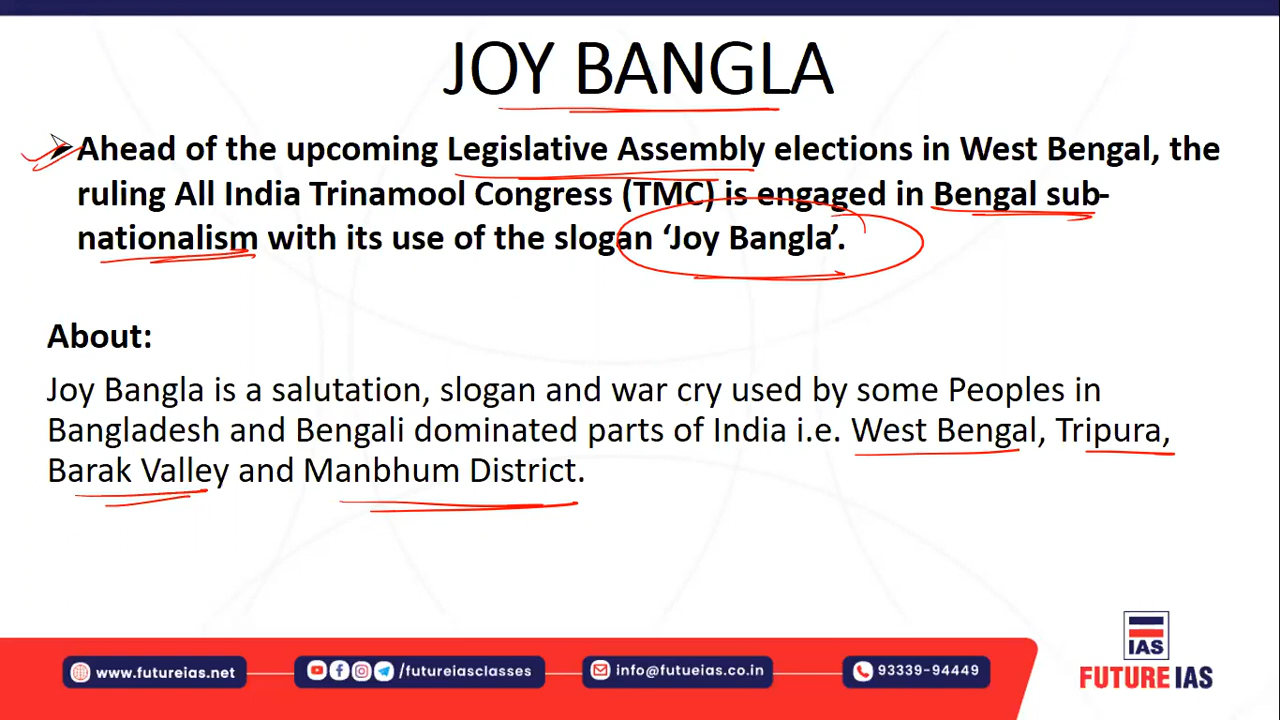 JOY BANGLA
Ahead of the upcoming Legislative Assembly elections in West Bengal, the
ruling All India Trinamool Congress (TMC) is engaged in Bengal sub-
nationalism with its use of the slogan ‘Joy Bangla’.
About:
Joy Bangla is a salutation, slogan and war cry used by some Peoples in
Bangladesh and Bengali dominated parts of India i.e. West Bengal, Tripura,
Barak Valley and Manbhum District.
www.futureias.net
/futureiasclasses
info@futueias.co.in
93339-94449
IAS
FUTURE IAS